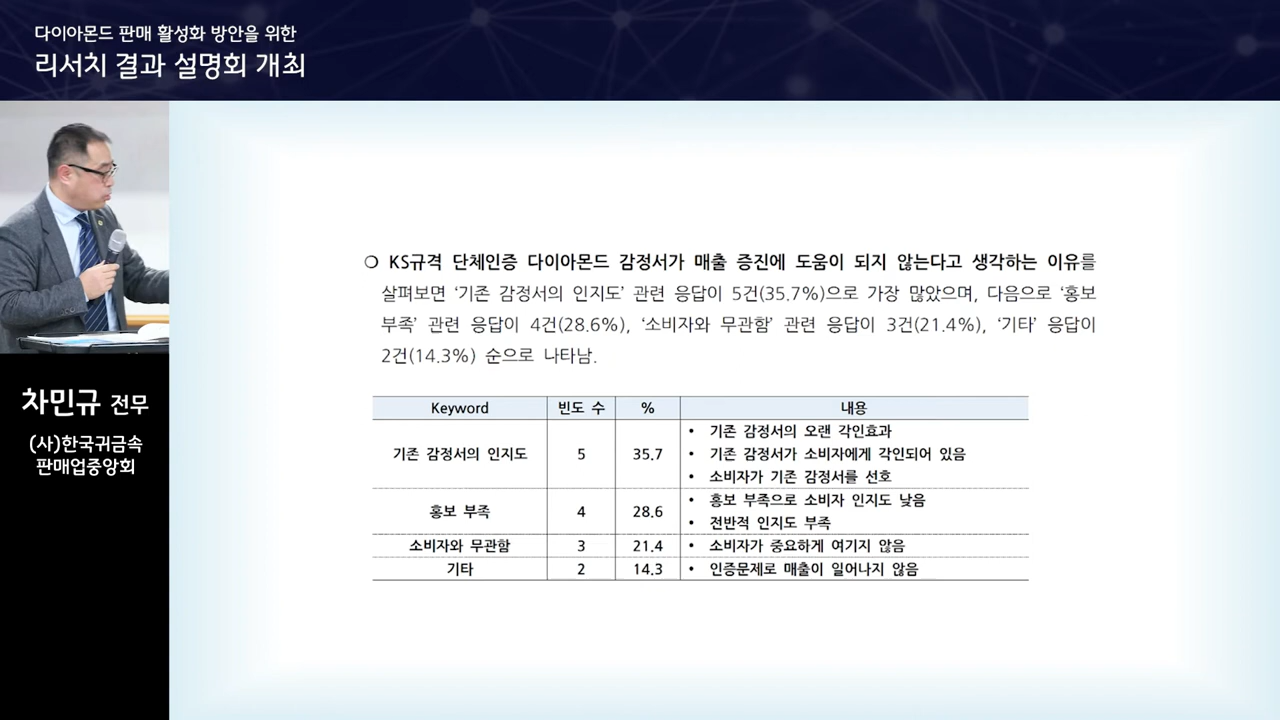 다이아몬드 판매 활성화 방안을 위한
리서치 결과 설명회 개최
차민규 전무
(사)한국귀금속
판매업중앙회
❍ KS규격 단체인증 다이아몬드 감정서가 매출 증진에 도움이 되지 않는다고 생각하는 이유를
살펴보면 ‘기존 감정서의 인지도’ 관련 응답이 5건(35.7%)으로 가장 많았으며, 다음으로 ‘홍보
부족’ 관련 응답이 4건(28.6%), ‘소비자와 무관함’ 관련 응답이 3건(21.4%), ‘기타’ 응답이
2건(14.3%) 순으로 나타남.
Keyword 빈도 수 % 내용
기존 감정서의 인지도 5 35.7
• 기존 감정서의 오랜 각인효과
• 기존 감정서가 소비자에게 각인되어 있음
• 소비자가 기존 감정서를 선호
홍보 부족 4 28.6
• 홍보 부족으로 소비자 인지도 낮음
• 전반적 인지도 부족
소비자와 무관함 3 21.4 • 소비자가 중요하게 여기지 않음
기타 2 14.3 • 인증문제로 매출이 일어나지 않음